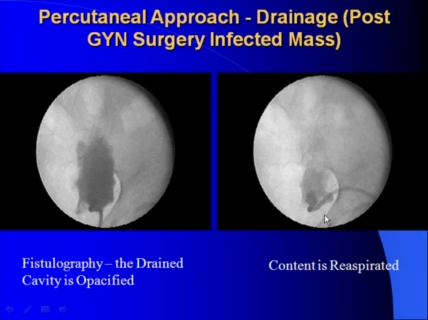 Percutaneal Approach - Drainage (Post
GYN Surgery Infected Mass)
Fistulography – the Drained
Cavity is Opacified
Content is Reaspirated